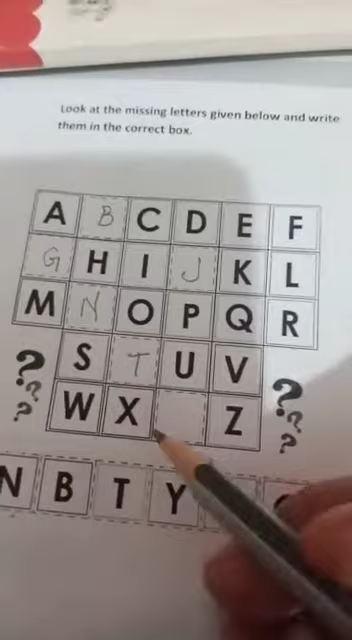 Look at the missing letters given below and write
them in the correct box.
A B C D E F
G H I J K L
M N O P Q R
? S T U V ?
? ? W X Z ? ?
N B T Y